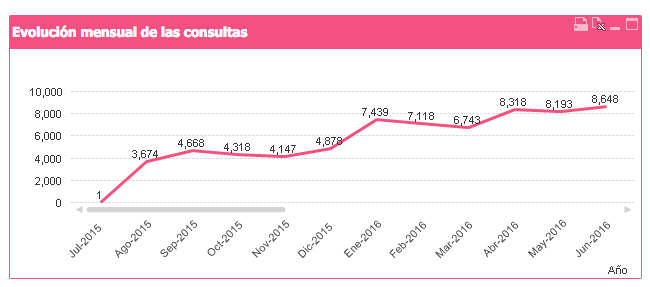 Evolución mensual de las consultas
10,000
8,000
6,000
4,000
2,000
0
1
3,674
4,668
4,318
4,147
4,878
7,439
7,118
6,743
8,318
8,193
8,648
Jul-2015
Ago-2015
Sep-2015
Oct-2015
Nov-2015
Dic-2015
Ene-2016
Feb-2016
Mar-2016
Abr-2016
May-2016
Jun-2016
Año